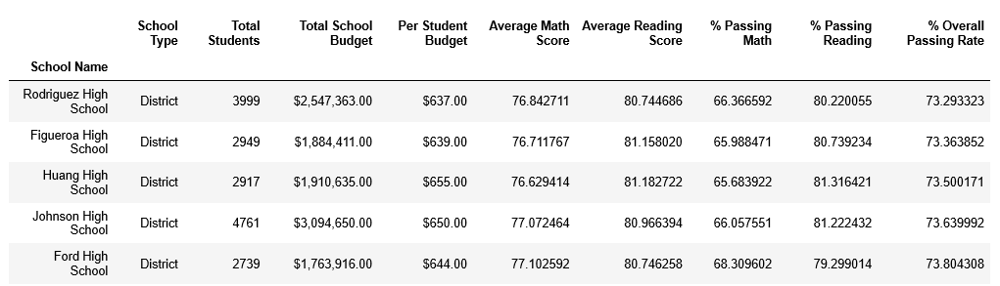 School Type Total Students Total School Budget Per Student Budget Average Math Score Average Reading Score % Passing Math % Passing Reading % Overall Passing Rate
School Name
Rodriguez High School District 3999 $2,547,363.00 $637.00 76.842711 80.744686 66.366592 80.220055 73.293323
Figueroa High School District 2949 $1,884,411.00 $639.00 76.711767 81.158020 65.988471 80.739234 73.363852
Huang High School District 2917 $1,910,635.00 $655.00 76.629414 81.182722 65.683922 81.316421 73.500171
Johnson High School District 4761 $3,094,650.00 $650.00 77.072464 80.966394 66.057551 81.222432 73.639992
Ford High School District 2739 $1,763,916.00 $644.00 77.102592 80.746258 68.309602 79.299014 73.804308